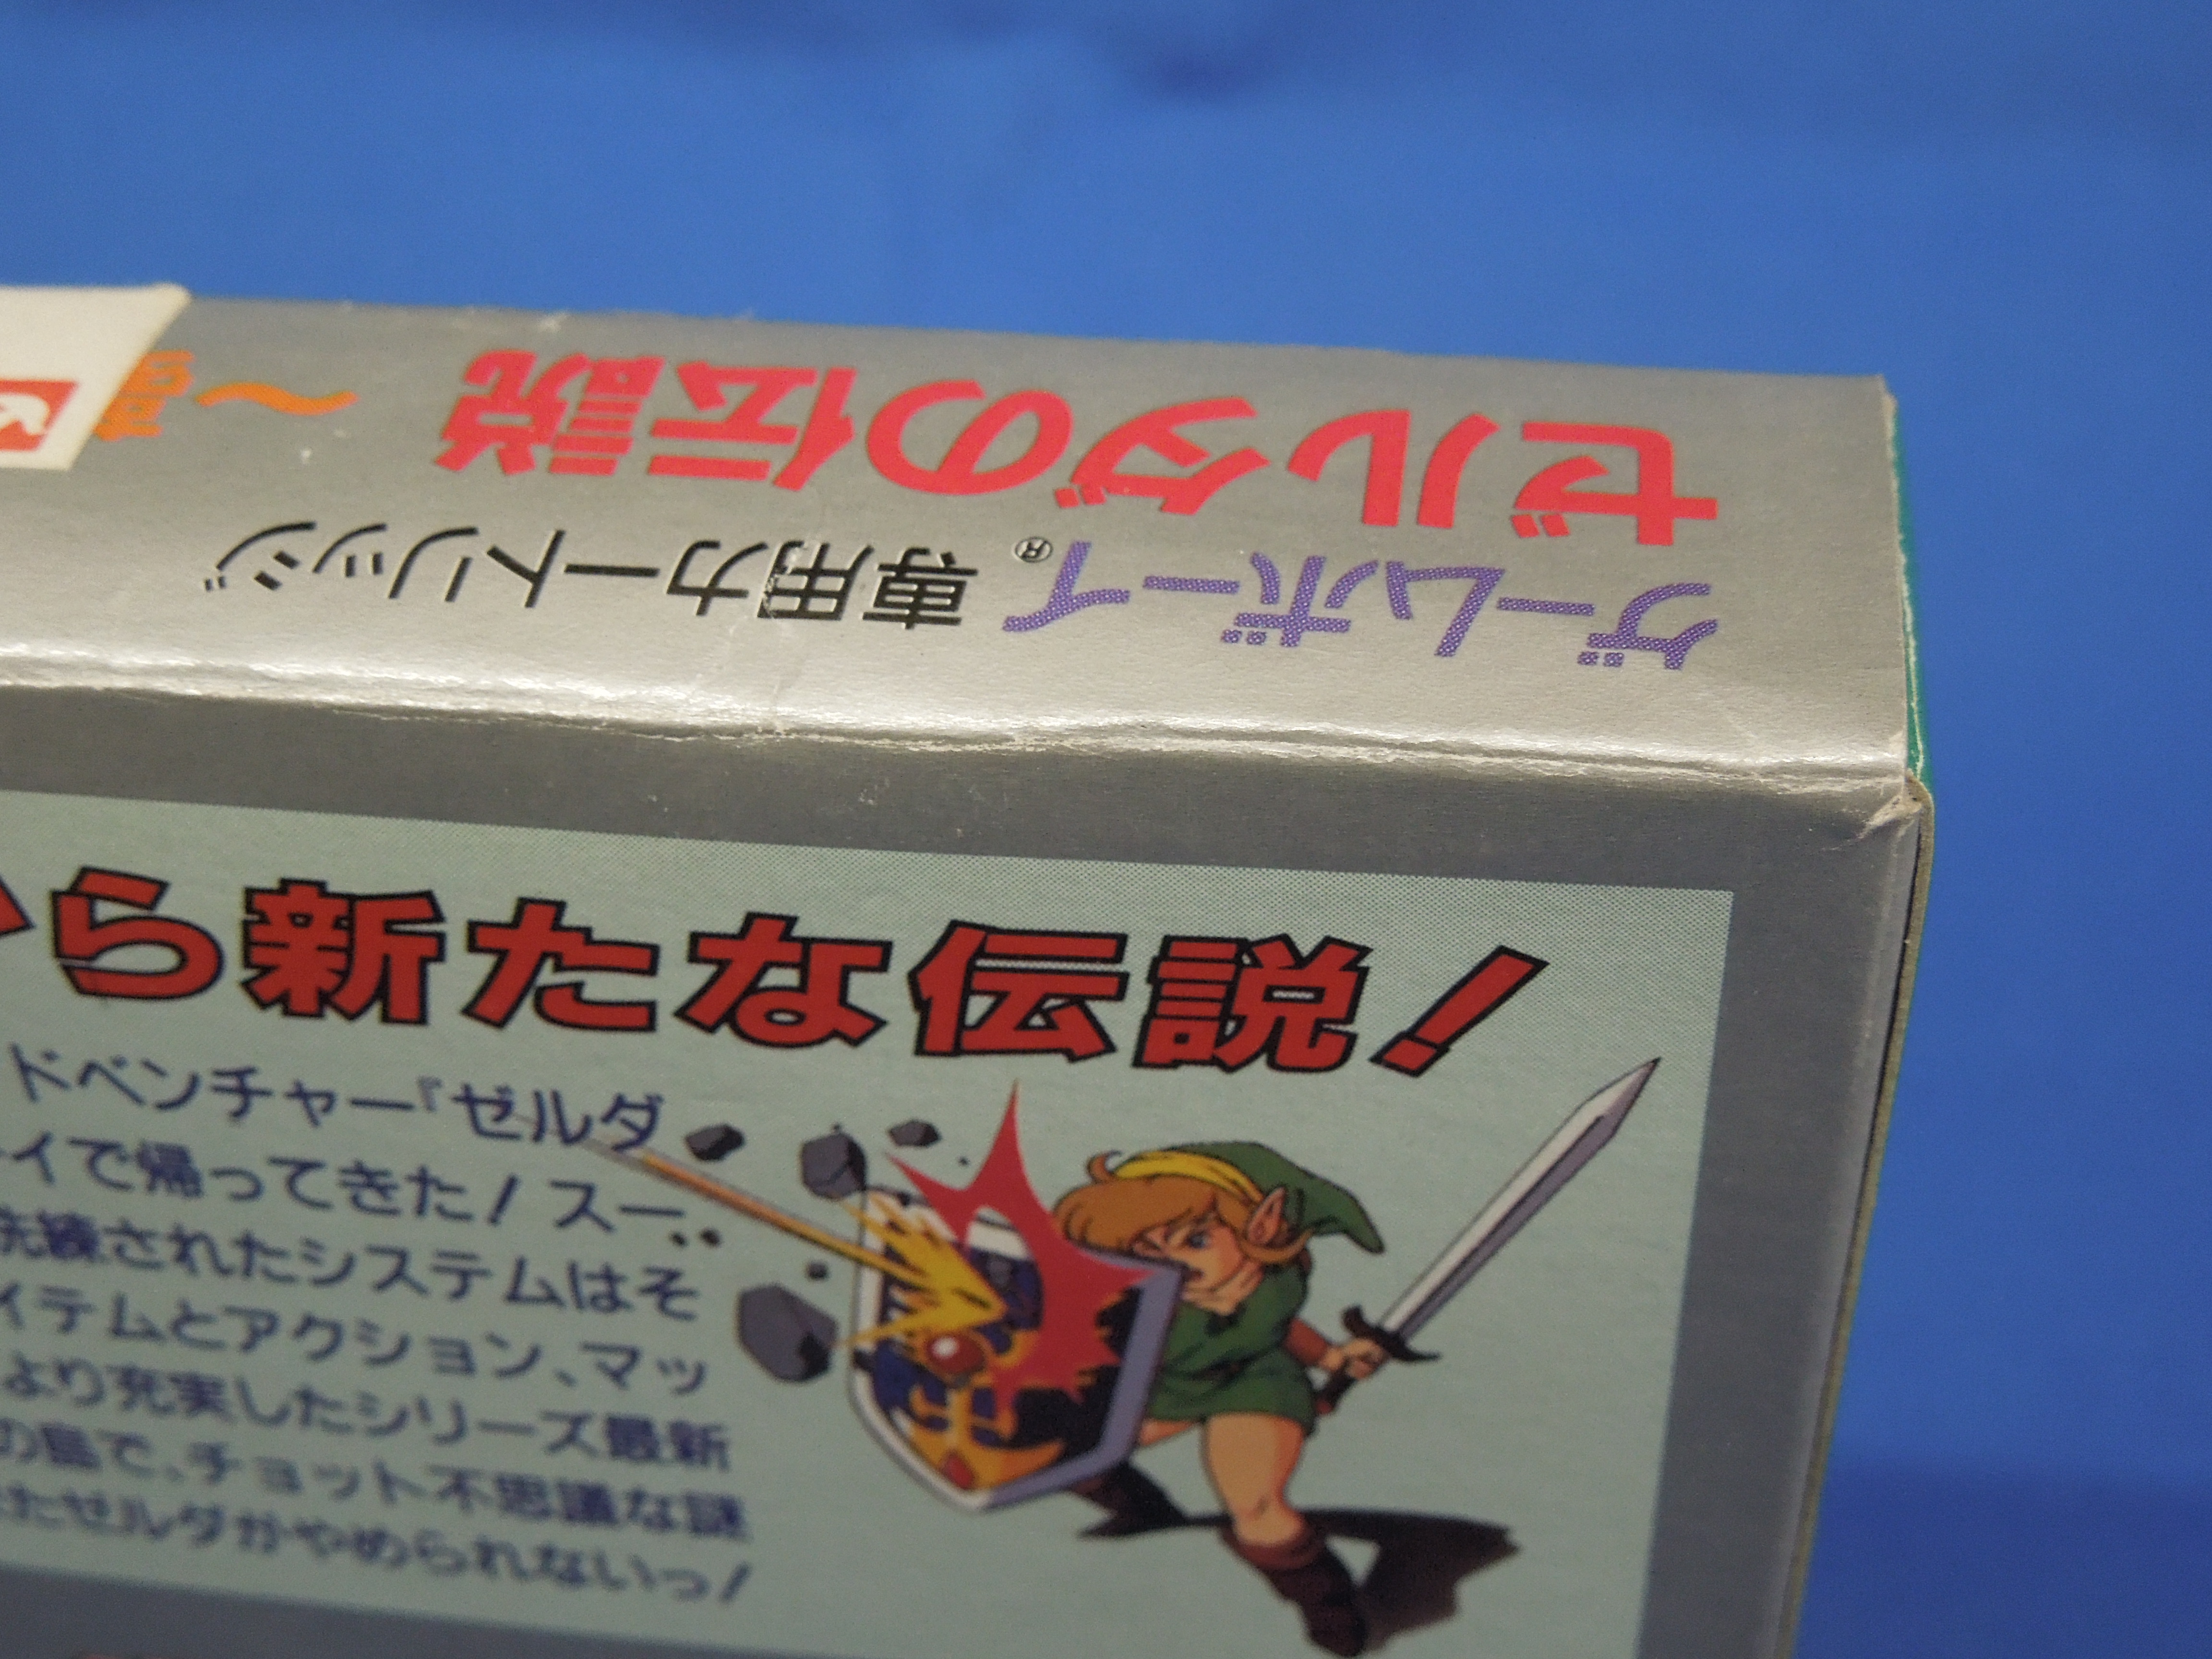 ゼルダの伝説 〜
ゲームボーイ® 専用カートリッジ
ら新たな伝説!
ドベンチャー『ゼルダ
イで帰ってきた!スー
練されたシステムはそ
イテムとアクション、マッ
より充実したシリーズ最新
の島で、チョット不思議な謎
たゼルダがやめられないっ!